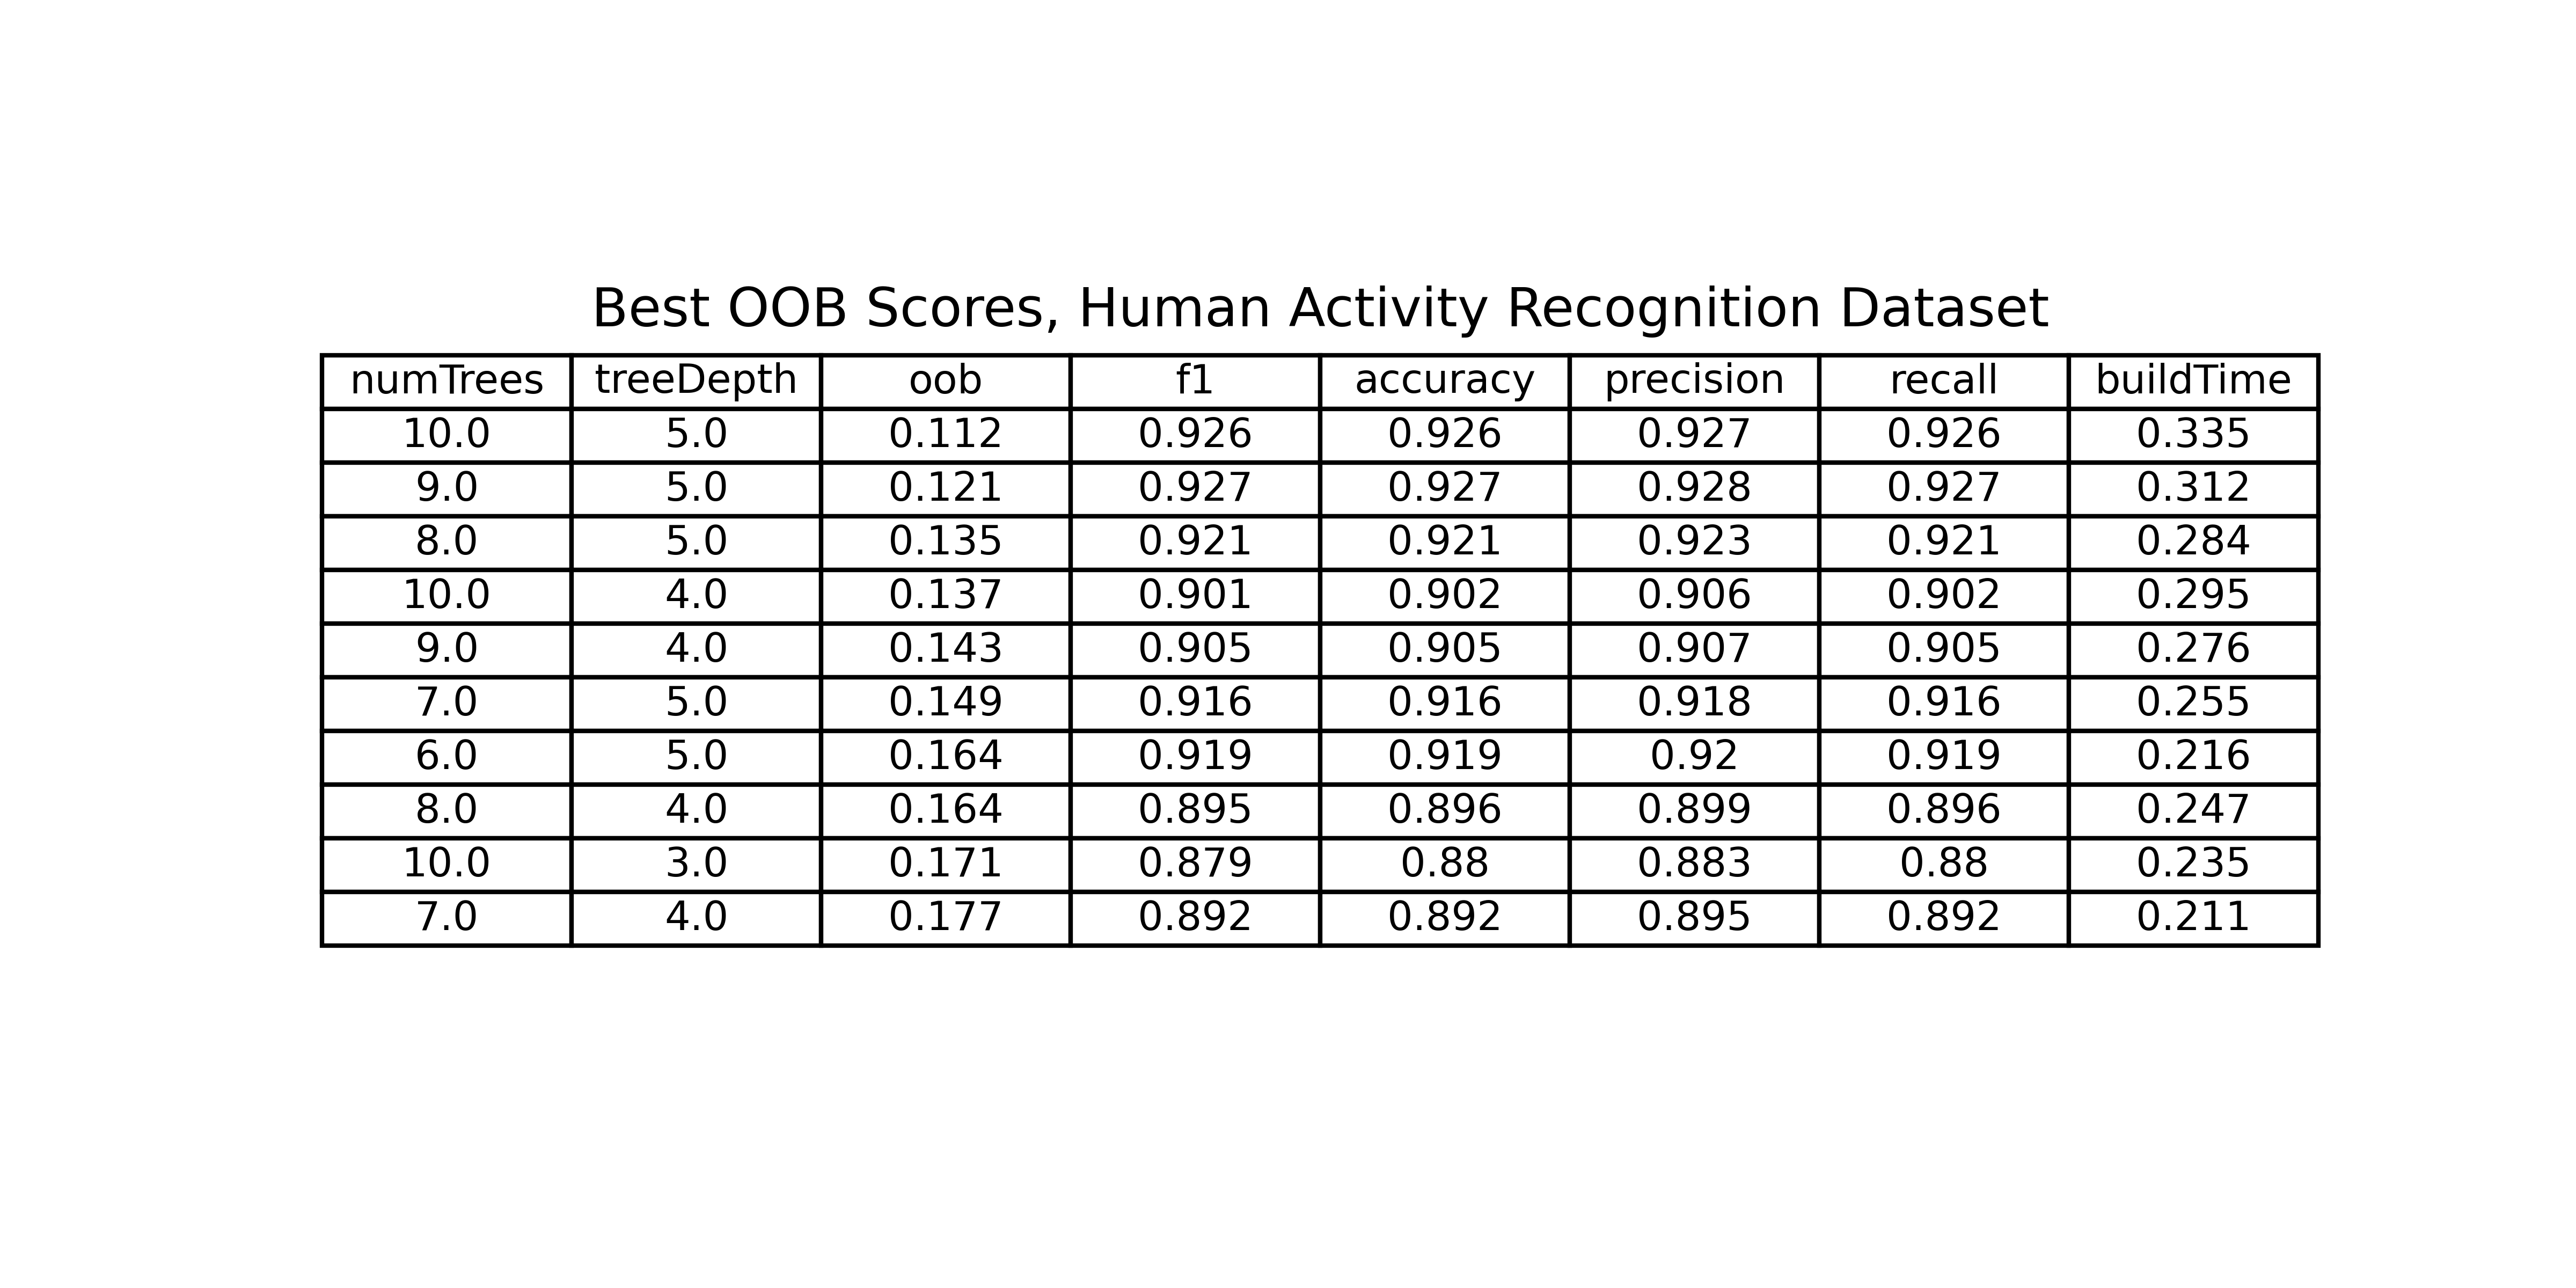 Best OOB Scores, Human Activity Recognition Dataset
numTrees treeDepth oob f1 accuracy precision recall buildTime
10.0 5.0 0.112 0.926 0.926 0.927 0.926 0.335
9.0 5.0 0.121 0.927 0.927 0.928 0.927 0.312
8.0 5.0 0.135 0.921 0.921 0.923 0.921 0.284
10.0 4.0 0.137 0.901 0.902 0.906 0.902 0.295
9.0 4.0 0.143 0.905 0.905 0.907 0.905 0.276
7.0 5.0 0.149 0.916 0.916 0.918 0.916 0.255
6.0 5.0 0.164 0.919 0.919 0.92 0.919 0.216
8.0 4.0 0.164 0.895 0.896 0.899 0.896 0.247
10.0 3.0 0.171 0.879 0.88 0.883 0.88 0.235
7.0 4.0 0.177 0.892 0.892 0.895 0.892 0.211